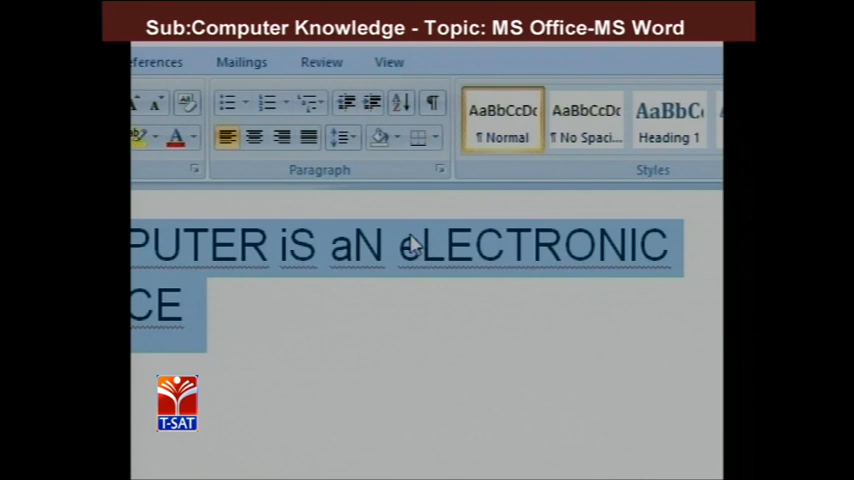 Sub:Computer Knowledge - Topic: MS Office-MS Word
ferences Mailings Review View
AaBbCcDc AaBbCcDc AaBbC
¶ Normal ¶ No Spaci... Heading 1
Paragraph Styles
PUTER iS aN eLECTRONIC
CE
T-SAT